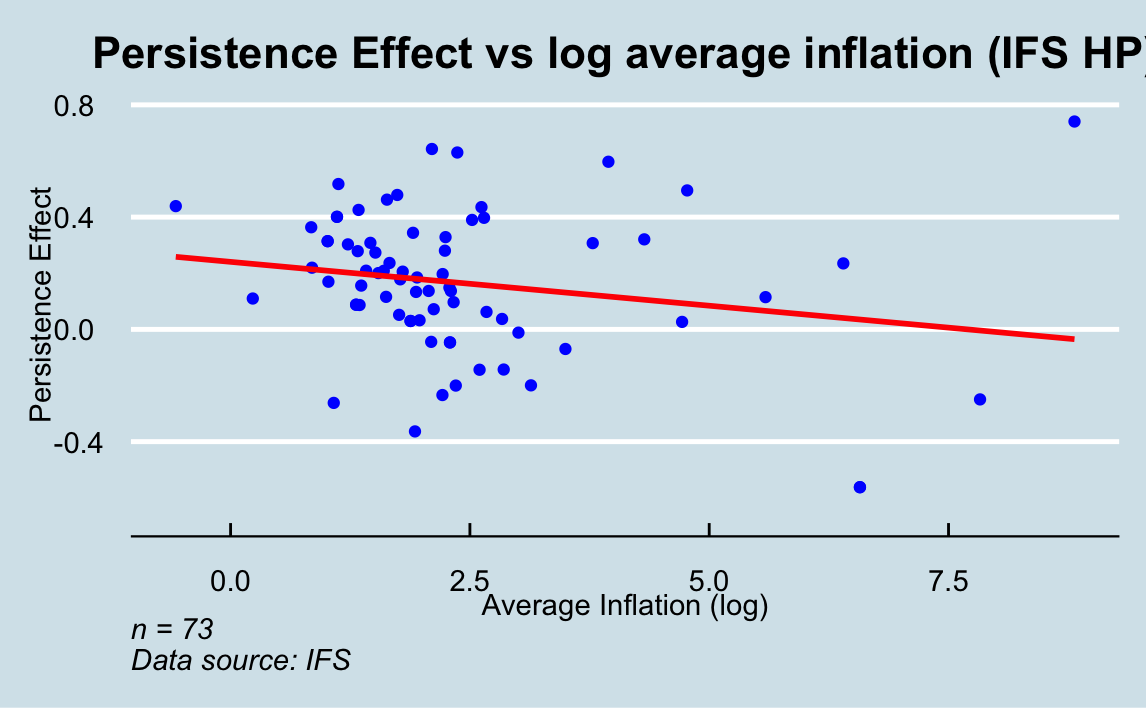 Persistence Effect vs log average inflation (IFS HP)
0.8
0.4
0.0
-0.4
Persistence Effect
0.0 2.5 5.0 7.5
Average Inflation (log)
n = 73
Data source: IFS